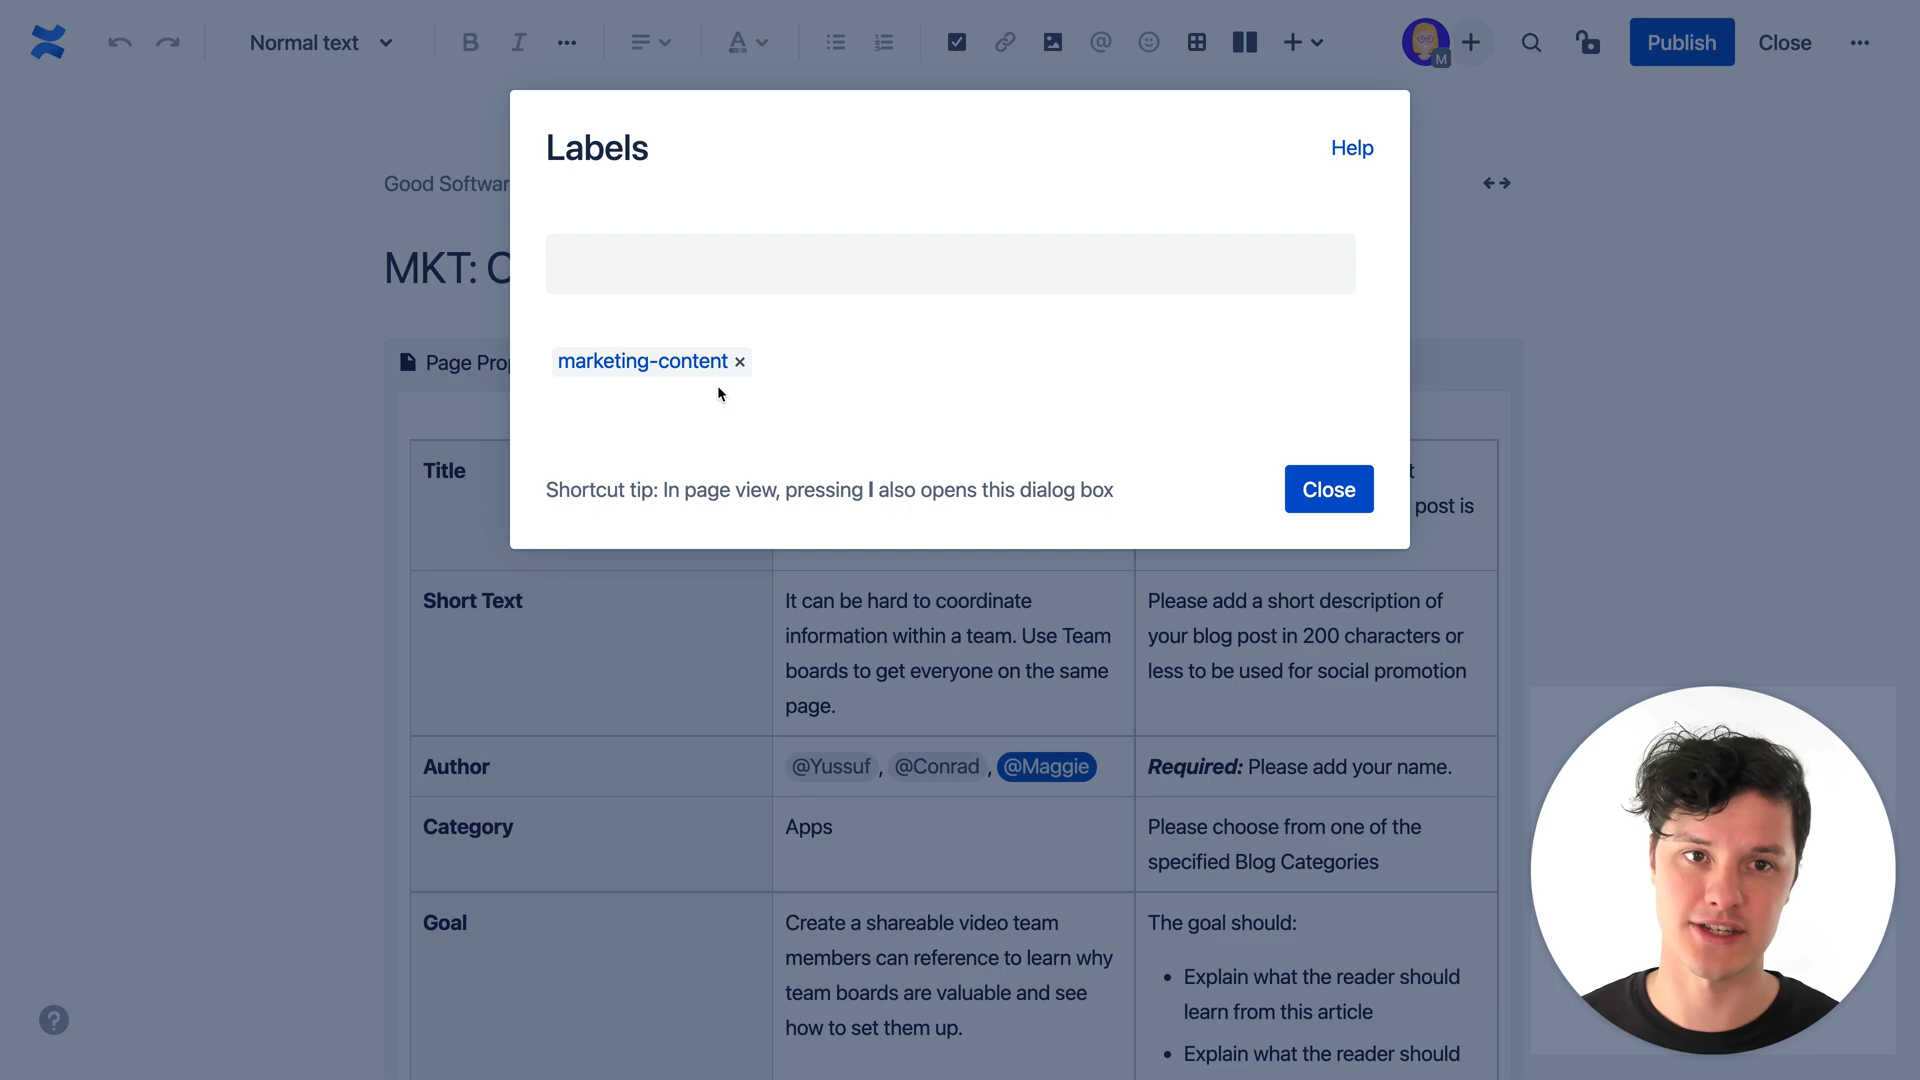 Normal text
M
Publish
Close
Labels
Help
Good Softwar
MKT: C
marketing-content ×
Page Prop
Shortcut tip: In page view, pressing l also opens this dialog box
Close
Title
t
post is
Short Text
It can be hard to coordinate
information within a team. Use Team
boards to get everyone on the same
page.
Please add a short description of
your blog post in 200 characters or
less to be used for social promotion
Author
@Yussuf , @Conrad , @Maggie
Required: Please add your name.
Category
Apps
Please choose from one of the
specified Blog Categories
Goal
Create a shareable video team
members can reference to learn why
team boards are valuable and see
how to set them up.
The goal should:
• Explain what the reader should
learn from this article
• Explain what the reader should